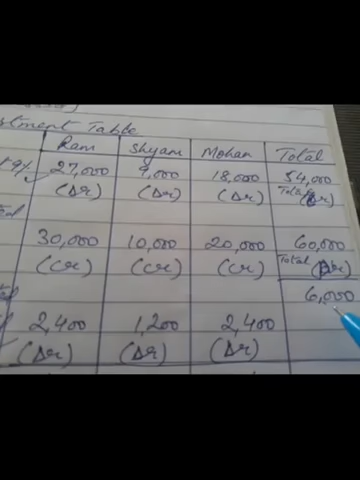 stment Table
Ram Shyam Mohan Total
27,000 9,000 18,000 54,000
(Dr) (Dr) (Dr) Total
30,000 10,000 20,000 60,000
(Cr) (Cr) (Cr) Total
6,000
2,400 1,200 2,400
(Dr) (Dr) (Dr)